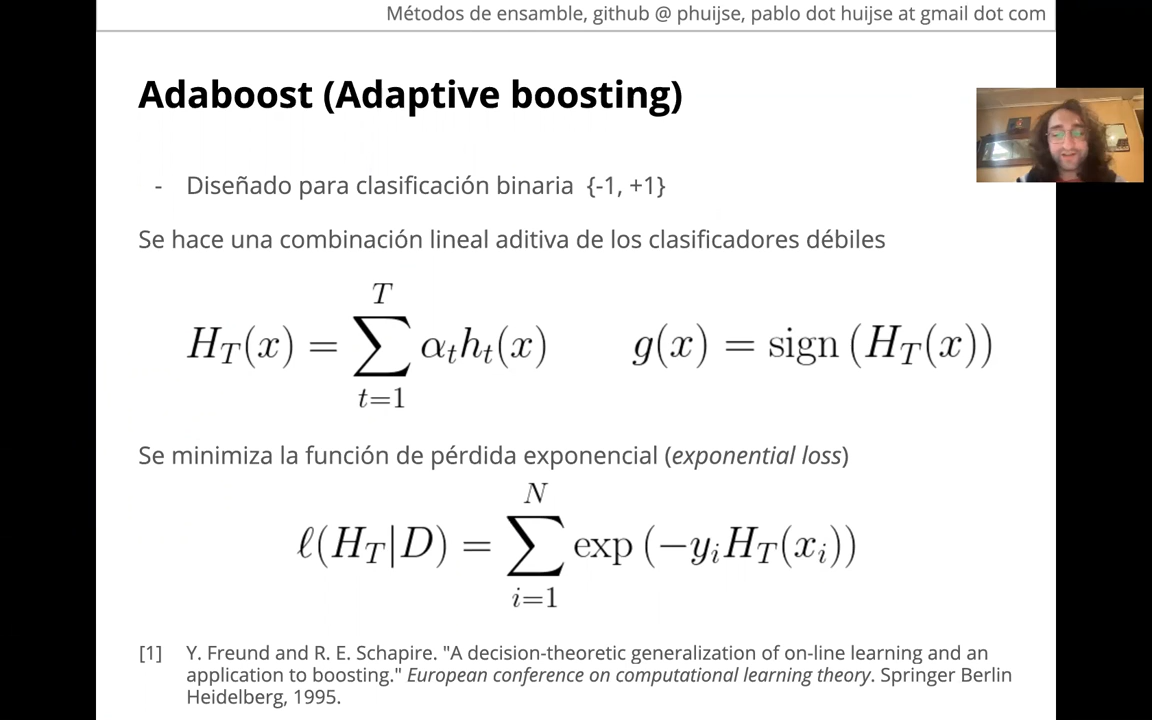 Métodos de ensamble, github @ phuijse, pablo dot huijse at gmail dot com
Adaboost (Adaptive boosting)
- Diseñado para clasificación binaria {-1, +1}
Se hace una combinación lineal aditiva de los clasificadores débiles
H_T(x) = \sum_{t=1}^{T} α_t h_t(x) g(x) = sign (H_T(x))
Se minimiza la función de pérdida exponencial (exponential loss)
ℓ(H_T|D) = \sum_{i=1}^{N} exp (−y_i H_T(x_i))
[1] Y. Freund and R. E. Schapire. "A decision-theoretic generalization of on-line learning and an
application to boosting." European conference on computational learning theory. Springer Berlin
Heidelberg, 1995.